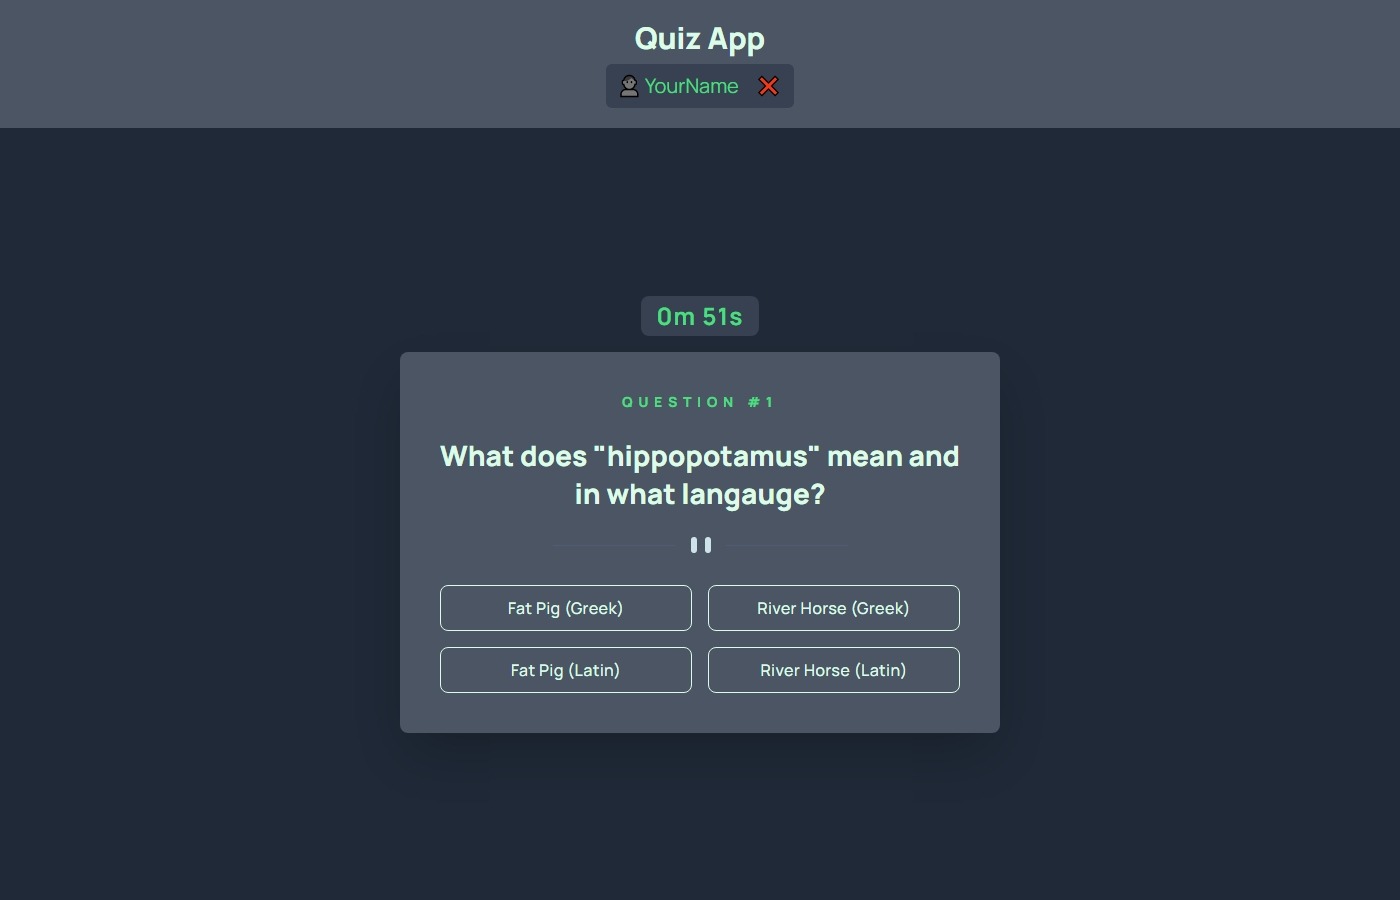 Quiz App
YourName
0m 51s
QUESTION #1
What does "hippopotamus" mean and
in what langauge?
Fat Pig (Greek)
River Horse (Greek)
Fat Pig (Latin)
River Horse (Latin)